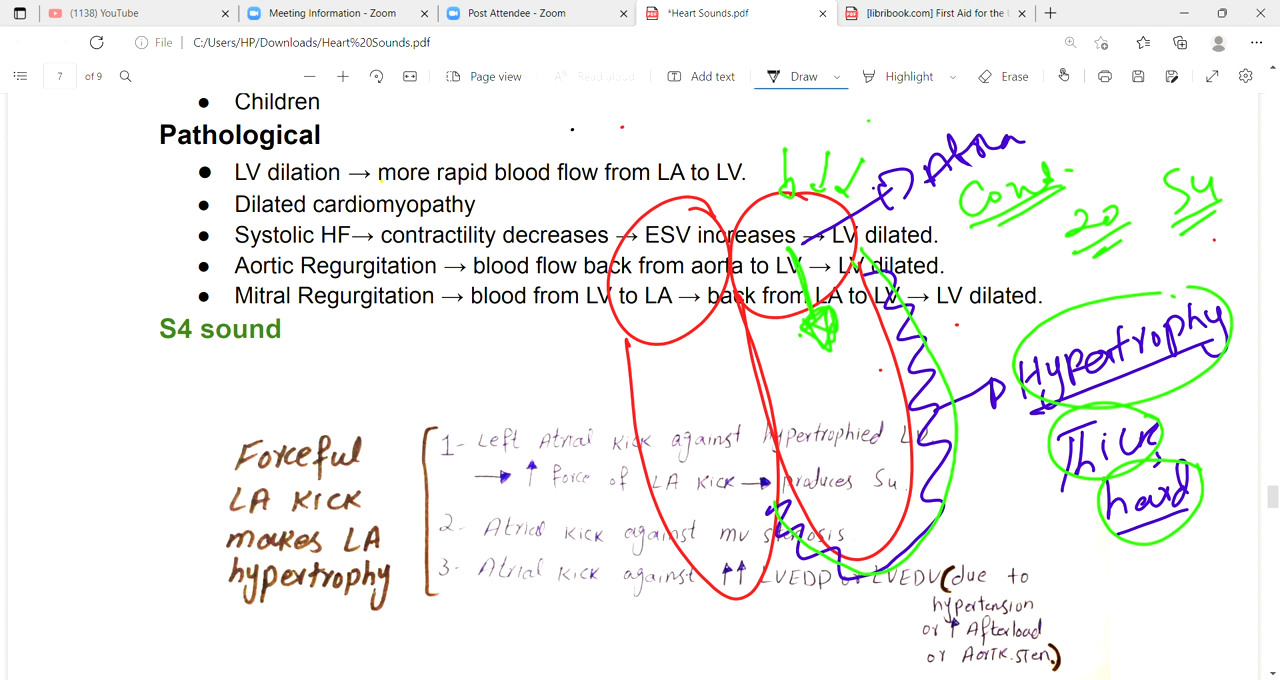 (1138) YouTube
Meeting Information - Zoom
Post Attendee - Zoom
*Heart Sounds.pdf
[libribook.com] First Aid for the
File
C:/Users/HP/Downloads/Heart%20Sounds.pdf
7 of 9
Page view
Read aloud
Add text
Draw
Highlight
Erase
● Children
Pathological
● LV dilation → more rapid blood flow from LA to LV.
● Dilated cardiomyopathy
● Systolic HF→ contractility decreases → ESV increases → LV dilated.
● Aortic Regurgitation → blood flow back from aorta to LV → LV dilated.
● Mitral Regurgitation → blood from LV to LA → back from LA to LV → LV dilated.
S4 sound
Cont.
20
S4
Hypertrophy
Thick
hard
Forceful
LA KICK
makes LA
hypertrophy
1- Left Atrial Kick against hypertrophied LV
→ ↑ force of LA Kick → produces S4.
2- Atrial Kick against mv stenosis
3- Atrial Kick against ↑↑ LVEDP or LVEDV (due to
hypertension
or ↑ Afterload
or Aortic.sten.)